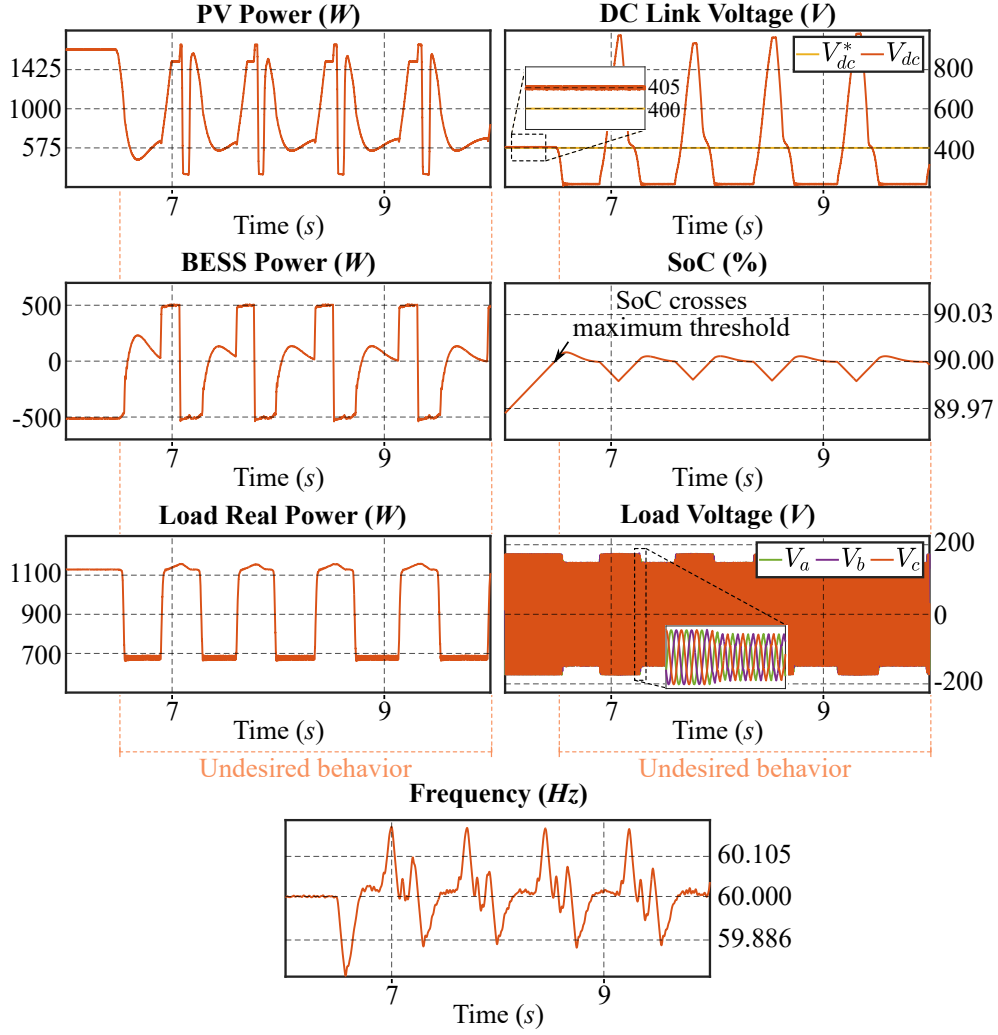 PV Power (W)
1425
1000
575
7
9
Time (s)
DC Link Voltage (V)
V*dc
Vdc
405
400
800
600
400
7
9
Time (s)
BESS Power (W)
500
0
-500
7
9
Time (s)
SoC (%)
SoC crosses
maximum threshold
90.03
90.00
89.97
7
9
Time (s)
Load Real Power (W)
1100
900
700
7
9
Time (s)
Load Voltage (V)
Va
Vb
Vc
200
0
-200
7
9
Time (s)
Undesired behavior
Undesired behavior
Frequency (Hz)
60.105
60.000
59.886
7
9
Time (s)